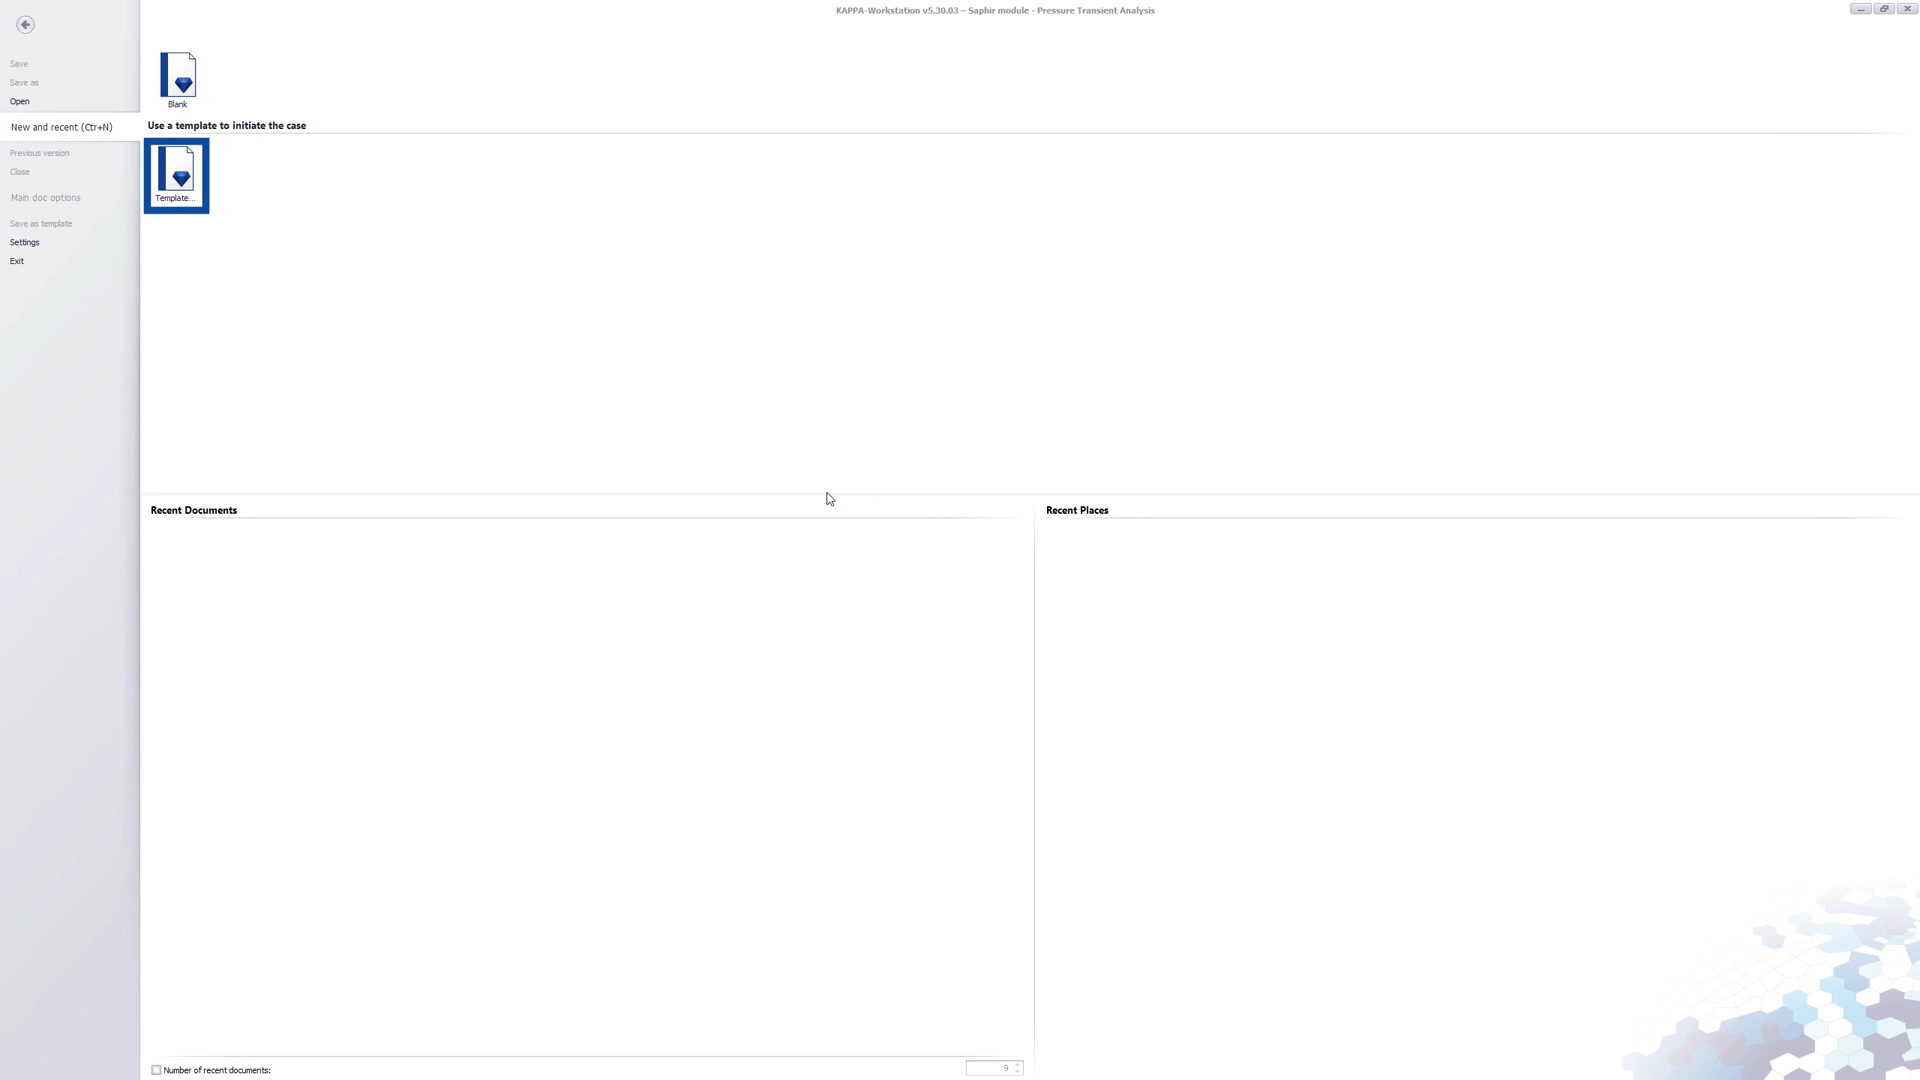 KAPPA-Workstation v5.30.03 – Saphir module - Pressure Transient Analysis
Save
Save as
Open
New and recent (Ctr+N)
Previous version
Close
Main doc options
Save as template
Settings
Exit
Blank
Use a template to initiate the case
Template...
Recent Documents
Recent Places
Number of recent documents:
9